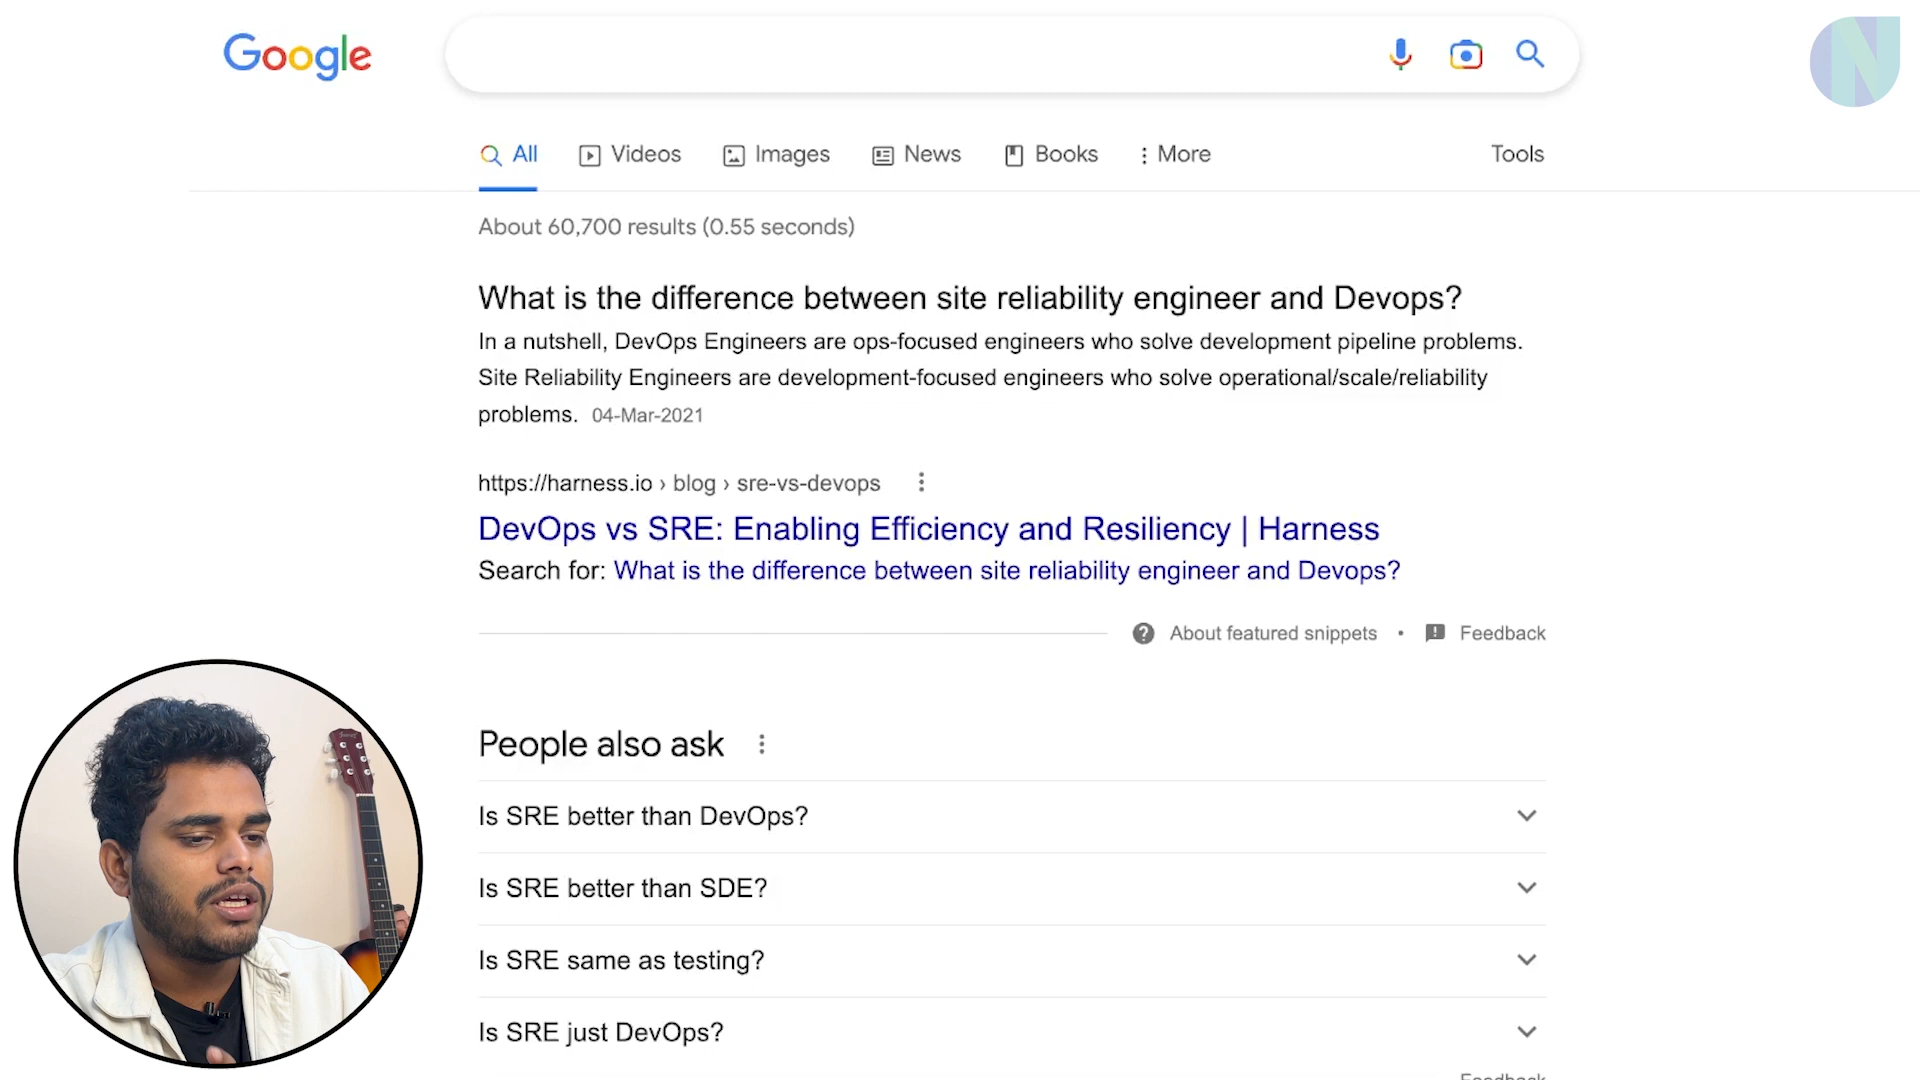 Google
All
Videos
Images
News
Books
More
Tools
About 60,700 results (0.55 seconds)
What is the difference between site reliability engineer and Devops?
In a nutshell, DevOps Engineers are ops-focused engineers who solve development pipeline problems.
Site Reliability Engineers are development-focused engineers who solve operational/scale/reliability
problems. 04-Mar-2021
https://harness.io › blog › sre-vs-devops
DevOps vs SRE: Enabling Efficiency and Resiliency | Harness
Search for: What is the difference between site reliability engineer and Devops?
About featured snippets • Feedback
People also ask
Is SRE better than DevOps?
Is SRE better than SDE?
Is SRE same as testing?
Is SRE just DevOps?
Feedback
N